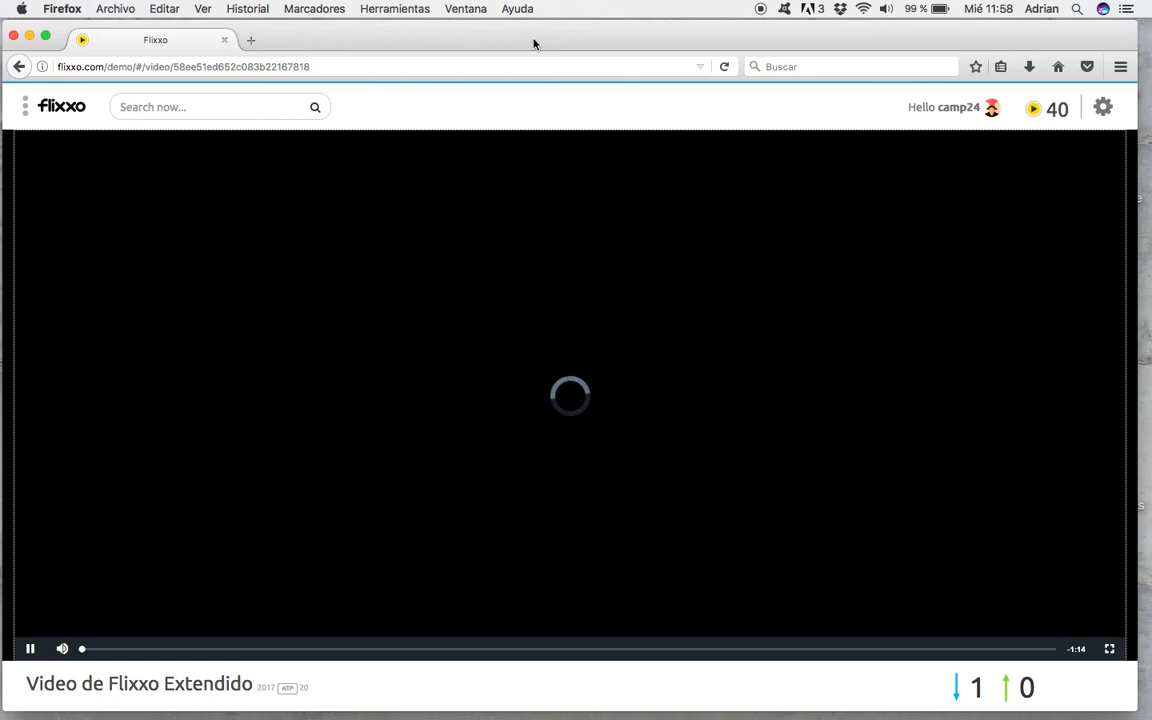 Firefox Archivo Editar Ver Historial Marcadores Herramientas Ventana Ayuda 3 99 % Mié 11:58 Adrian
Flixxo
flixxo.com/demo/#/video/58ee51ed652c083b22167818 Buscar
flixxo Search now... Hello camp24 40
-1:14
Video de Flixxo Extendido 2017 ATP 20 1 0